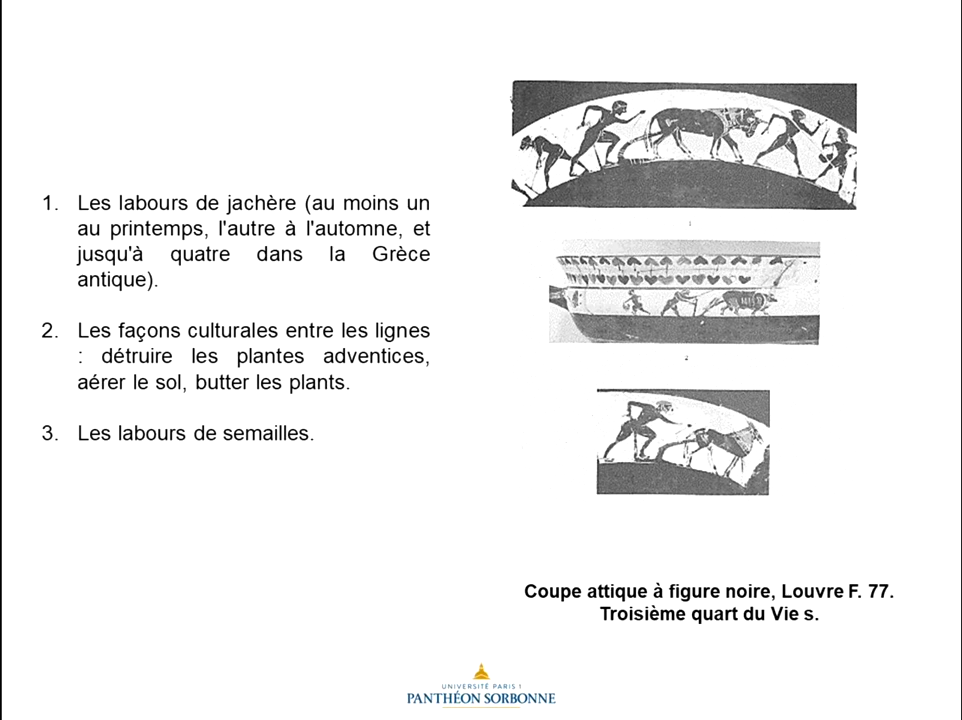 1. Les labours de jachère (au moins un
au printemps, l'autre à l'automne, et
jusqu'à quatre dans la Grèce
antique).
2. Les façons culturales entre les lignes
: détruire les plantes adventices,
aérer le sol, butter les plants.
3. Les labours de semailles.
Coupe attique à figure noire, Louvre F. 77.
Troisième quart du VIe s.
UNIVERSITÉ PARIS 1
PANTHÉON SORBONNE